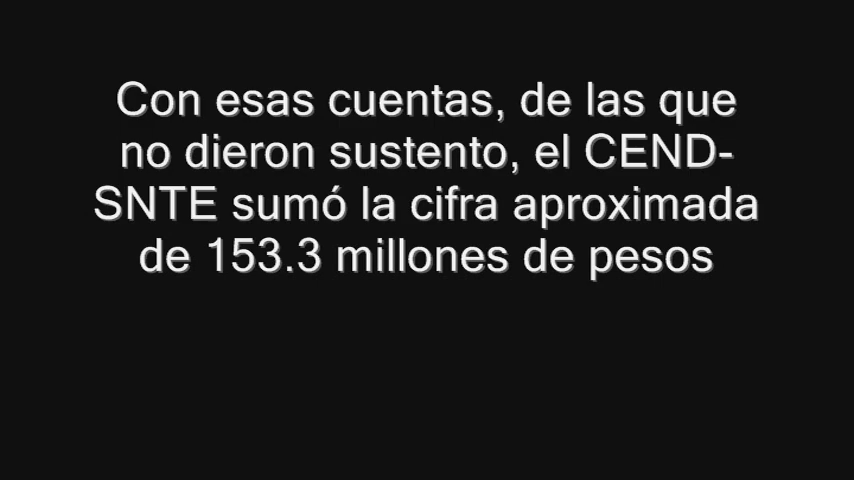 Con esas cuentas, de las que
no dieron sustento, el CEND-
SNTE sumó la cifra aproximada
de 153.3 millones de pesos